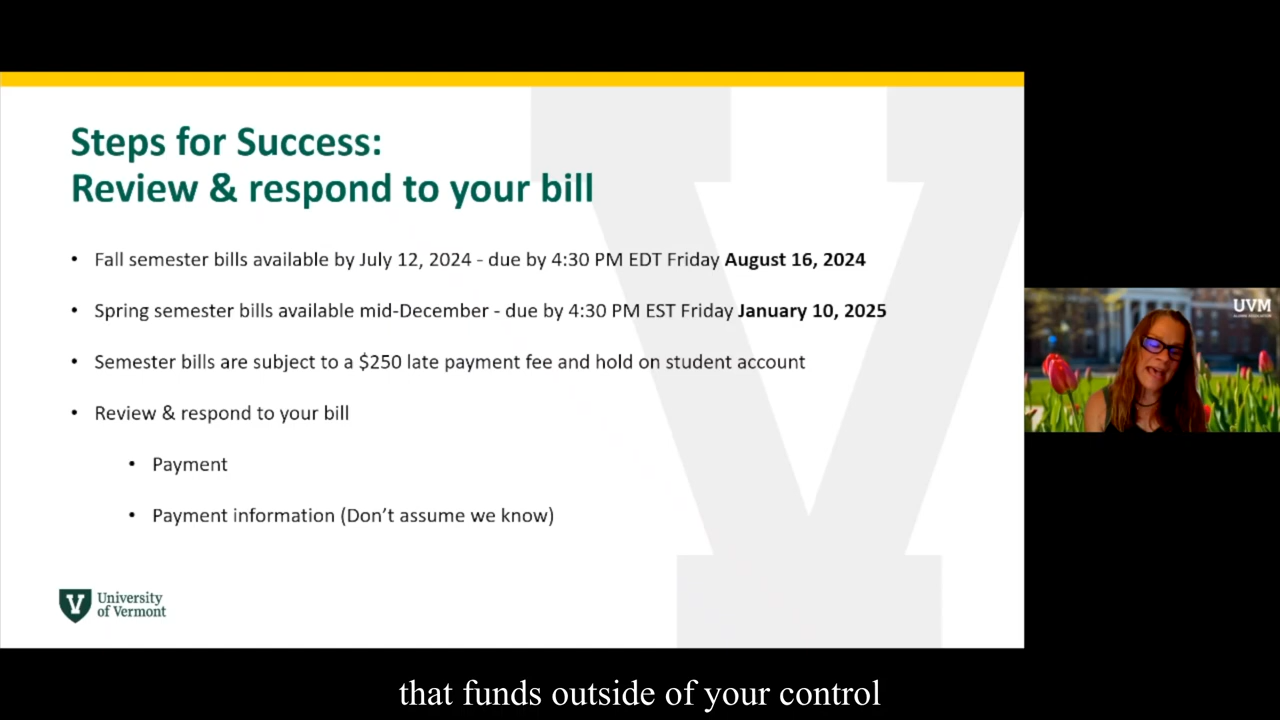 Steps for Success:
Review & respond to your bill
• Fall semester bills available by July 12, 2024 - due by 4:30 PM EDT Friday August 16, 2024
• Spring semester bills available mid-December - due by 4:30 PM EST Friday January 10, 2025
• Semester bills are subject to a $250 late payment fee and hold on student account
• Review & respond to your bill
• Payment
• Payment information (Don't assume we know)
V University
of Vermont
UVM
that funds outside of your control